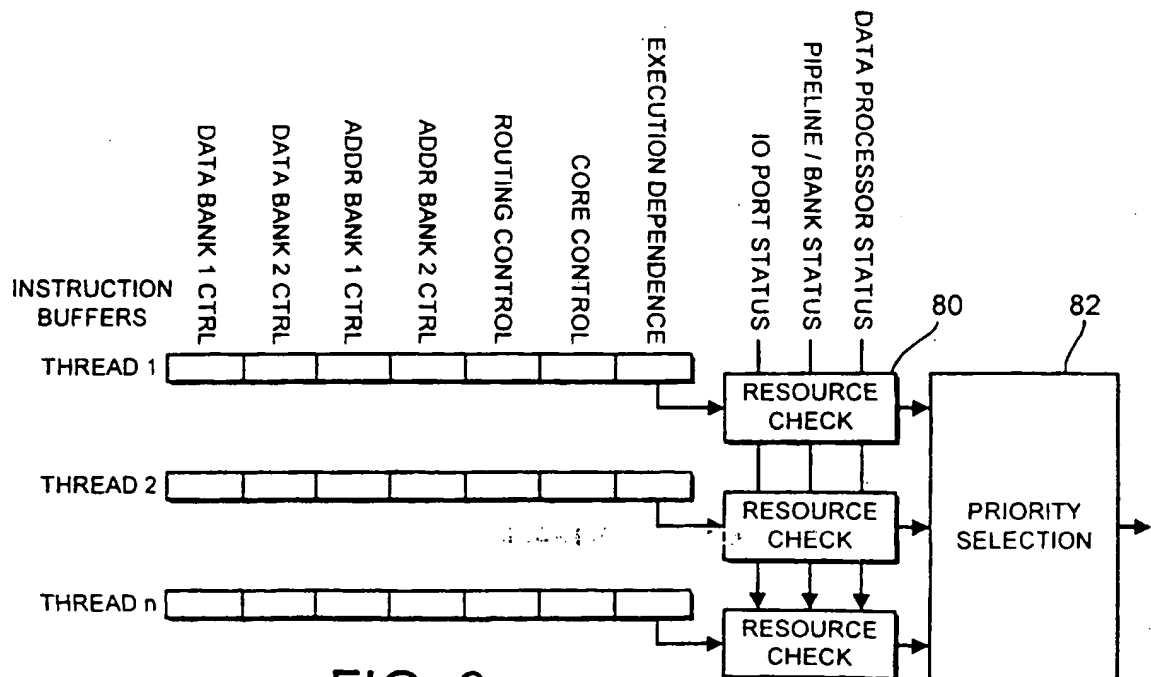 DATA BANK 1 CTRL
DATA BANK 2 CTRL
ADDR BANK 1 CTRL
ADDR BANK 2 CTRL
ROUTING CONTROL
CORE CONTROL
EXECUTION DEPENDENCE
IO PORT STATUS
PIPELINE / BANK STATUS
DATA PROCESSOR STATUS
INSTRUCTION
BUFFERS
THREAD 1
THREAD 2
THREAD n
80
82
RESOURCE
CHECK
RESOURCE
CHECK
RESOURCE
CHECK
PRIORITY
SELECTION